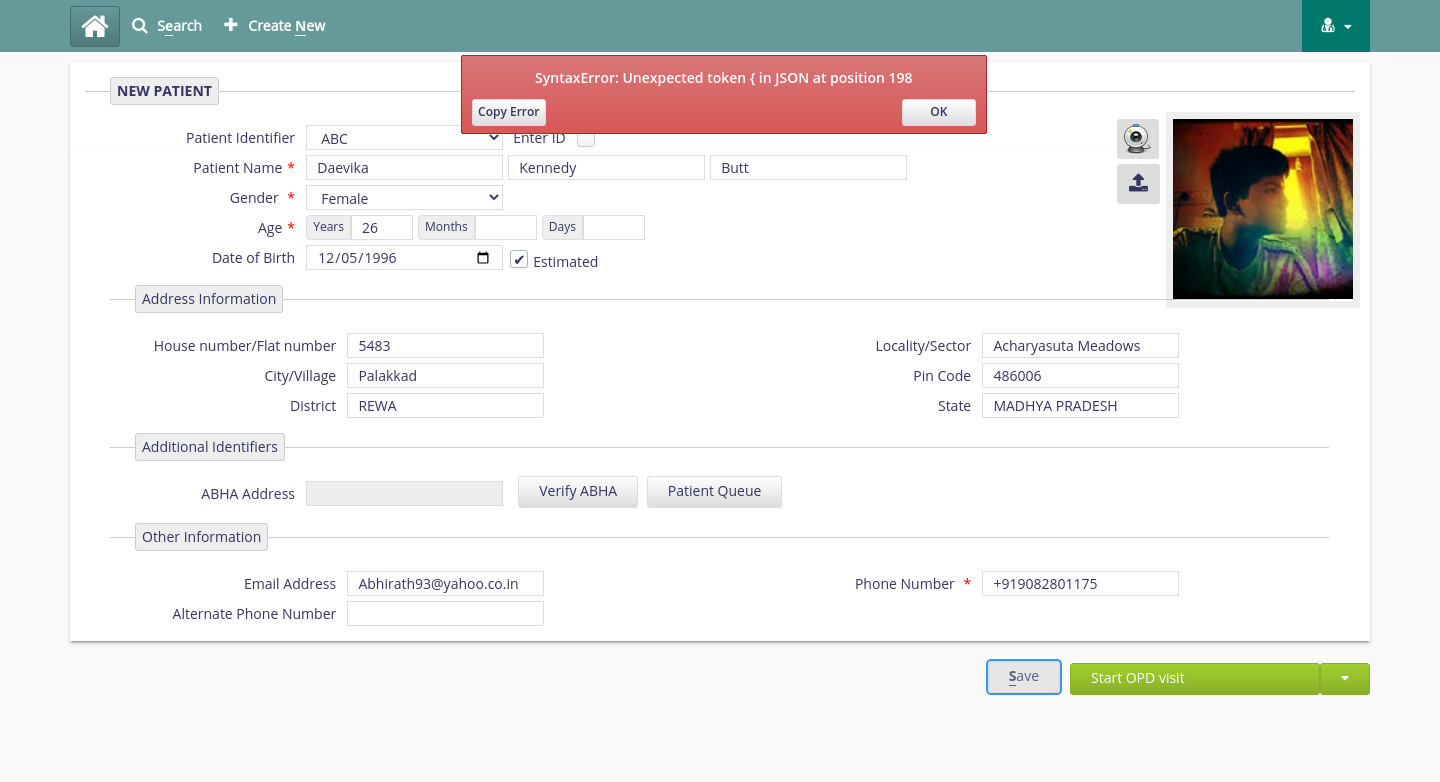 Search
Create New
SyntaxError: Unexpected token { in JSON at position 198
Copy Error OK
NEW PATIENT
Patient Identifier ABC Enter ID
Patient Name * Daevika Kennedy Butt
Gender * Female
Age * Years 26 Months Days
Date of Birth 12/05/1996 Estimated
Address Information
House number/Flat number 5483 Locality/Sector Acharyasuta Meadows
City/Village Palakkad Pin Code 486006
District REWA State MADHYA PRADESH
Additional Identifiers
ABHA Address Verify ABHA Patient Queue
Other Information
Email Address Abhirath93@yahoo.co.in Phone Number * +919082801175
Alternate Phone Number
Save Start OPD visit